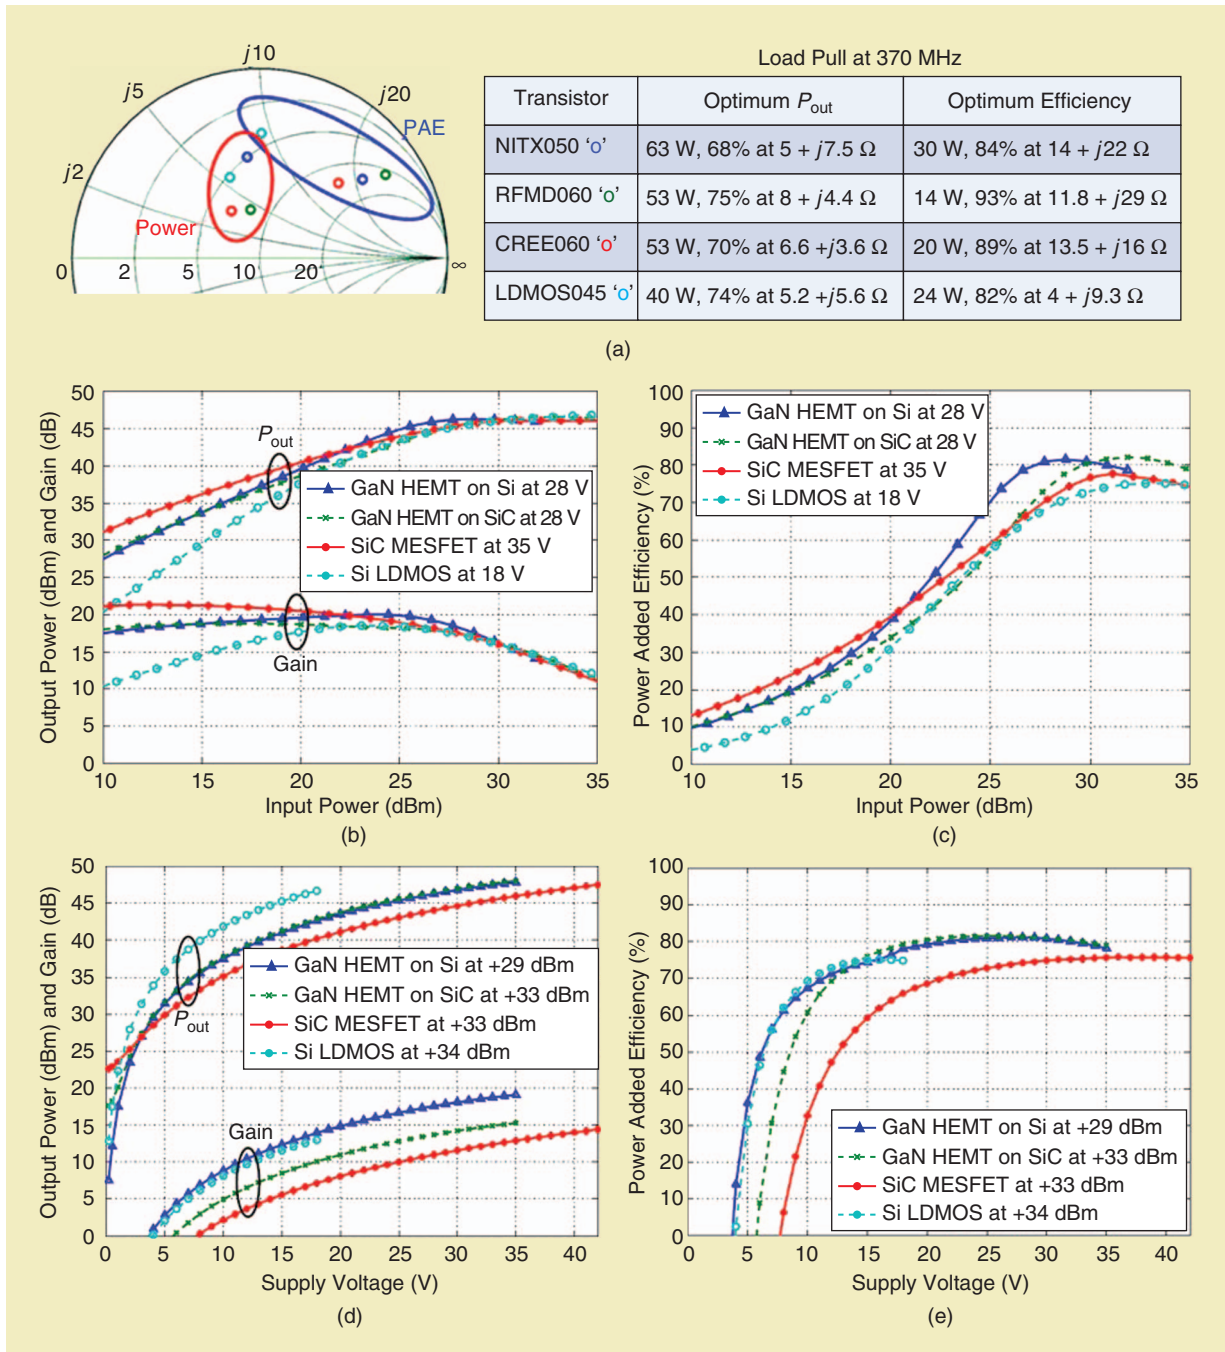 j10
j5
j20
PAE
j2
Power
0 2 5 10 20 ∞
Load Pull at 370 MHz
Transistor Optimum Pout Optimum Efficiency
NITX050 'o' 63 W, 68% at 5 + j7.5 Ω 30 W, 84% at 14 + j22 Ω
RFMD060 'o' 53 W, 75% at 8 + j4.4 Ω 14 W, 93% at 11.8 + j29 Ω
CREE060 'o' 53 W, 70% at 6.6 +j3.6 Ω 20 W, 89% at 13.5 + j16 Ω
LDMOS045 'o' 40 W, 74% at 5.2 +j5.6 Ω 24 W, 82% at 4 + j9.3 Ω
(a)
Output Power (dBm) and Gain (dB)
50
45
40
35
30
25
20
15
10
5
0
Pout
GaN HEMT on Si at 28 V
GaN HEMT on SiC at 28 V
SiC MESFET at 35 V
Si LDMOS at 18 V
Gain
10 15 20 25 30 35
Input Power (dBm)
(b)
Power Added Efficiency (%)
100
90
80
70
60
50
40
30
20
10
0
GaN HEMT on Si at 28 V
GaN HEMT on SiC at 28 V
SiC MESFET at 35 V
Si LDMOS at 18 V
10 15 20 25 30 35
Input Power (dBm)
(c)
Output Power (dBm) and Gain (dB)
50
45
40
35
30
25
20
15
10
5
0
Pout
GaN HEMT on Si at +29 dBm
GaN HEMT on SiC at +33 dBm
SiC MESFET at +33 dBm
Si LDMOS at +34 dBm
Gain
0 5 10 15 20 25 30 35 40
Supply Voltage (V)
(d)
Power Added Efficiency (%)
100
90
80
70
60
50
40
30
20
10
0
GaN HEMT on Si at +29 dBm
GaN HEMT on SiC at +33 dBm
SiC MESFET at +33 dBm
Si LDMOS at +34 dBm
0 5 10 15 20 25 30 35 40
Supply Voltage (V)
(e)